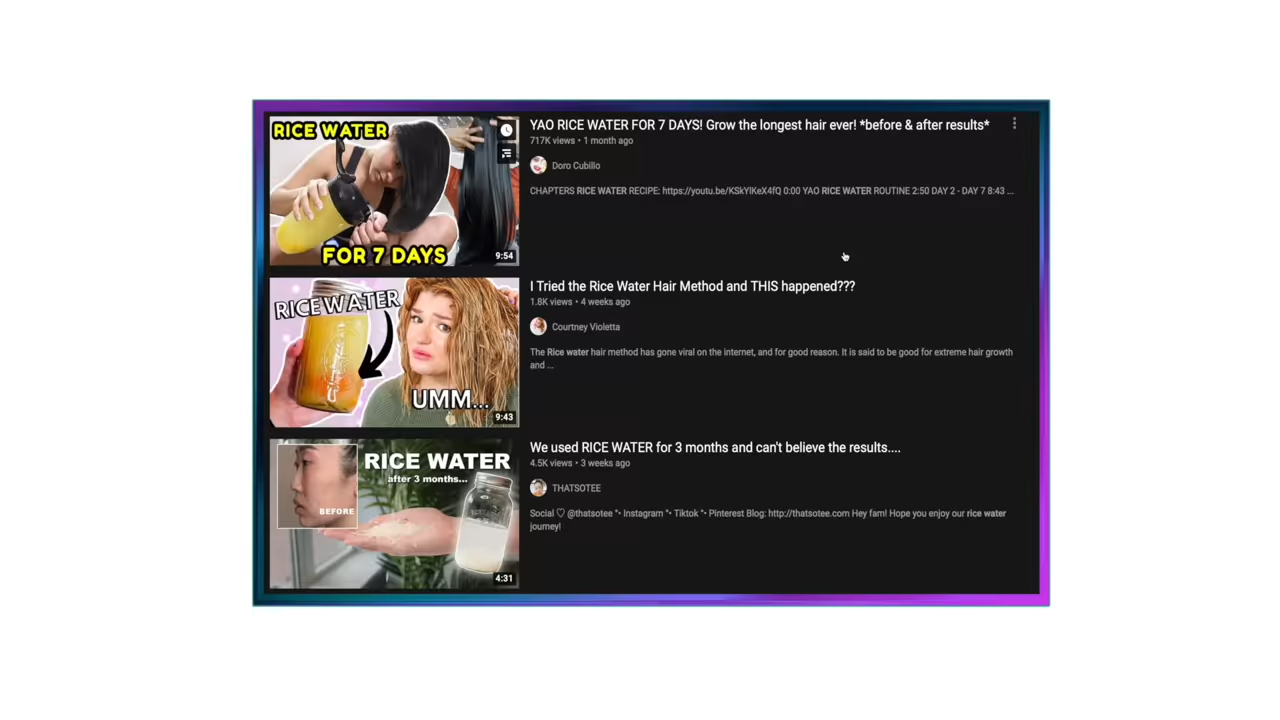 RICE WATER
FOR 7 DAYS
9:54
YAO RICE WATER FOR 7 DAYS! Grow the longest hair ever! *before & after results*
717K views • 1 month ago
Doro Cubillo
CHAPTERS RICE WATER RECIPE: https://youtu.be/KSkYlKeX4fQ 0:00 YAO RICE WATER ROUTINE 2:50 DAY 2 - DAY 7 8:43 ...
RICE WATER
UMM...
9:43
I Tried the Rice Water Hair Method and THIS happened???
1.8K views • 4 weeks ago
Courtney Violetta
The Rice water hair method has gone viral on the internet, and for good reason. It is said to be good for extreme hair growth
and ...
RICE WATER
after 3 months...
BEFORE
4:31
We used RICE WATER for 3 months and can't believe the results....
4.5K views • 3 weeks ago
THATSOTEE
Social ♡ @thatsotee "• Instagram "• Tiktok "• Pinterest Blog: http://thatsotee.com Hey fam! Hope you enjoy our rice water
journey!